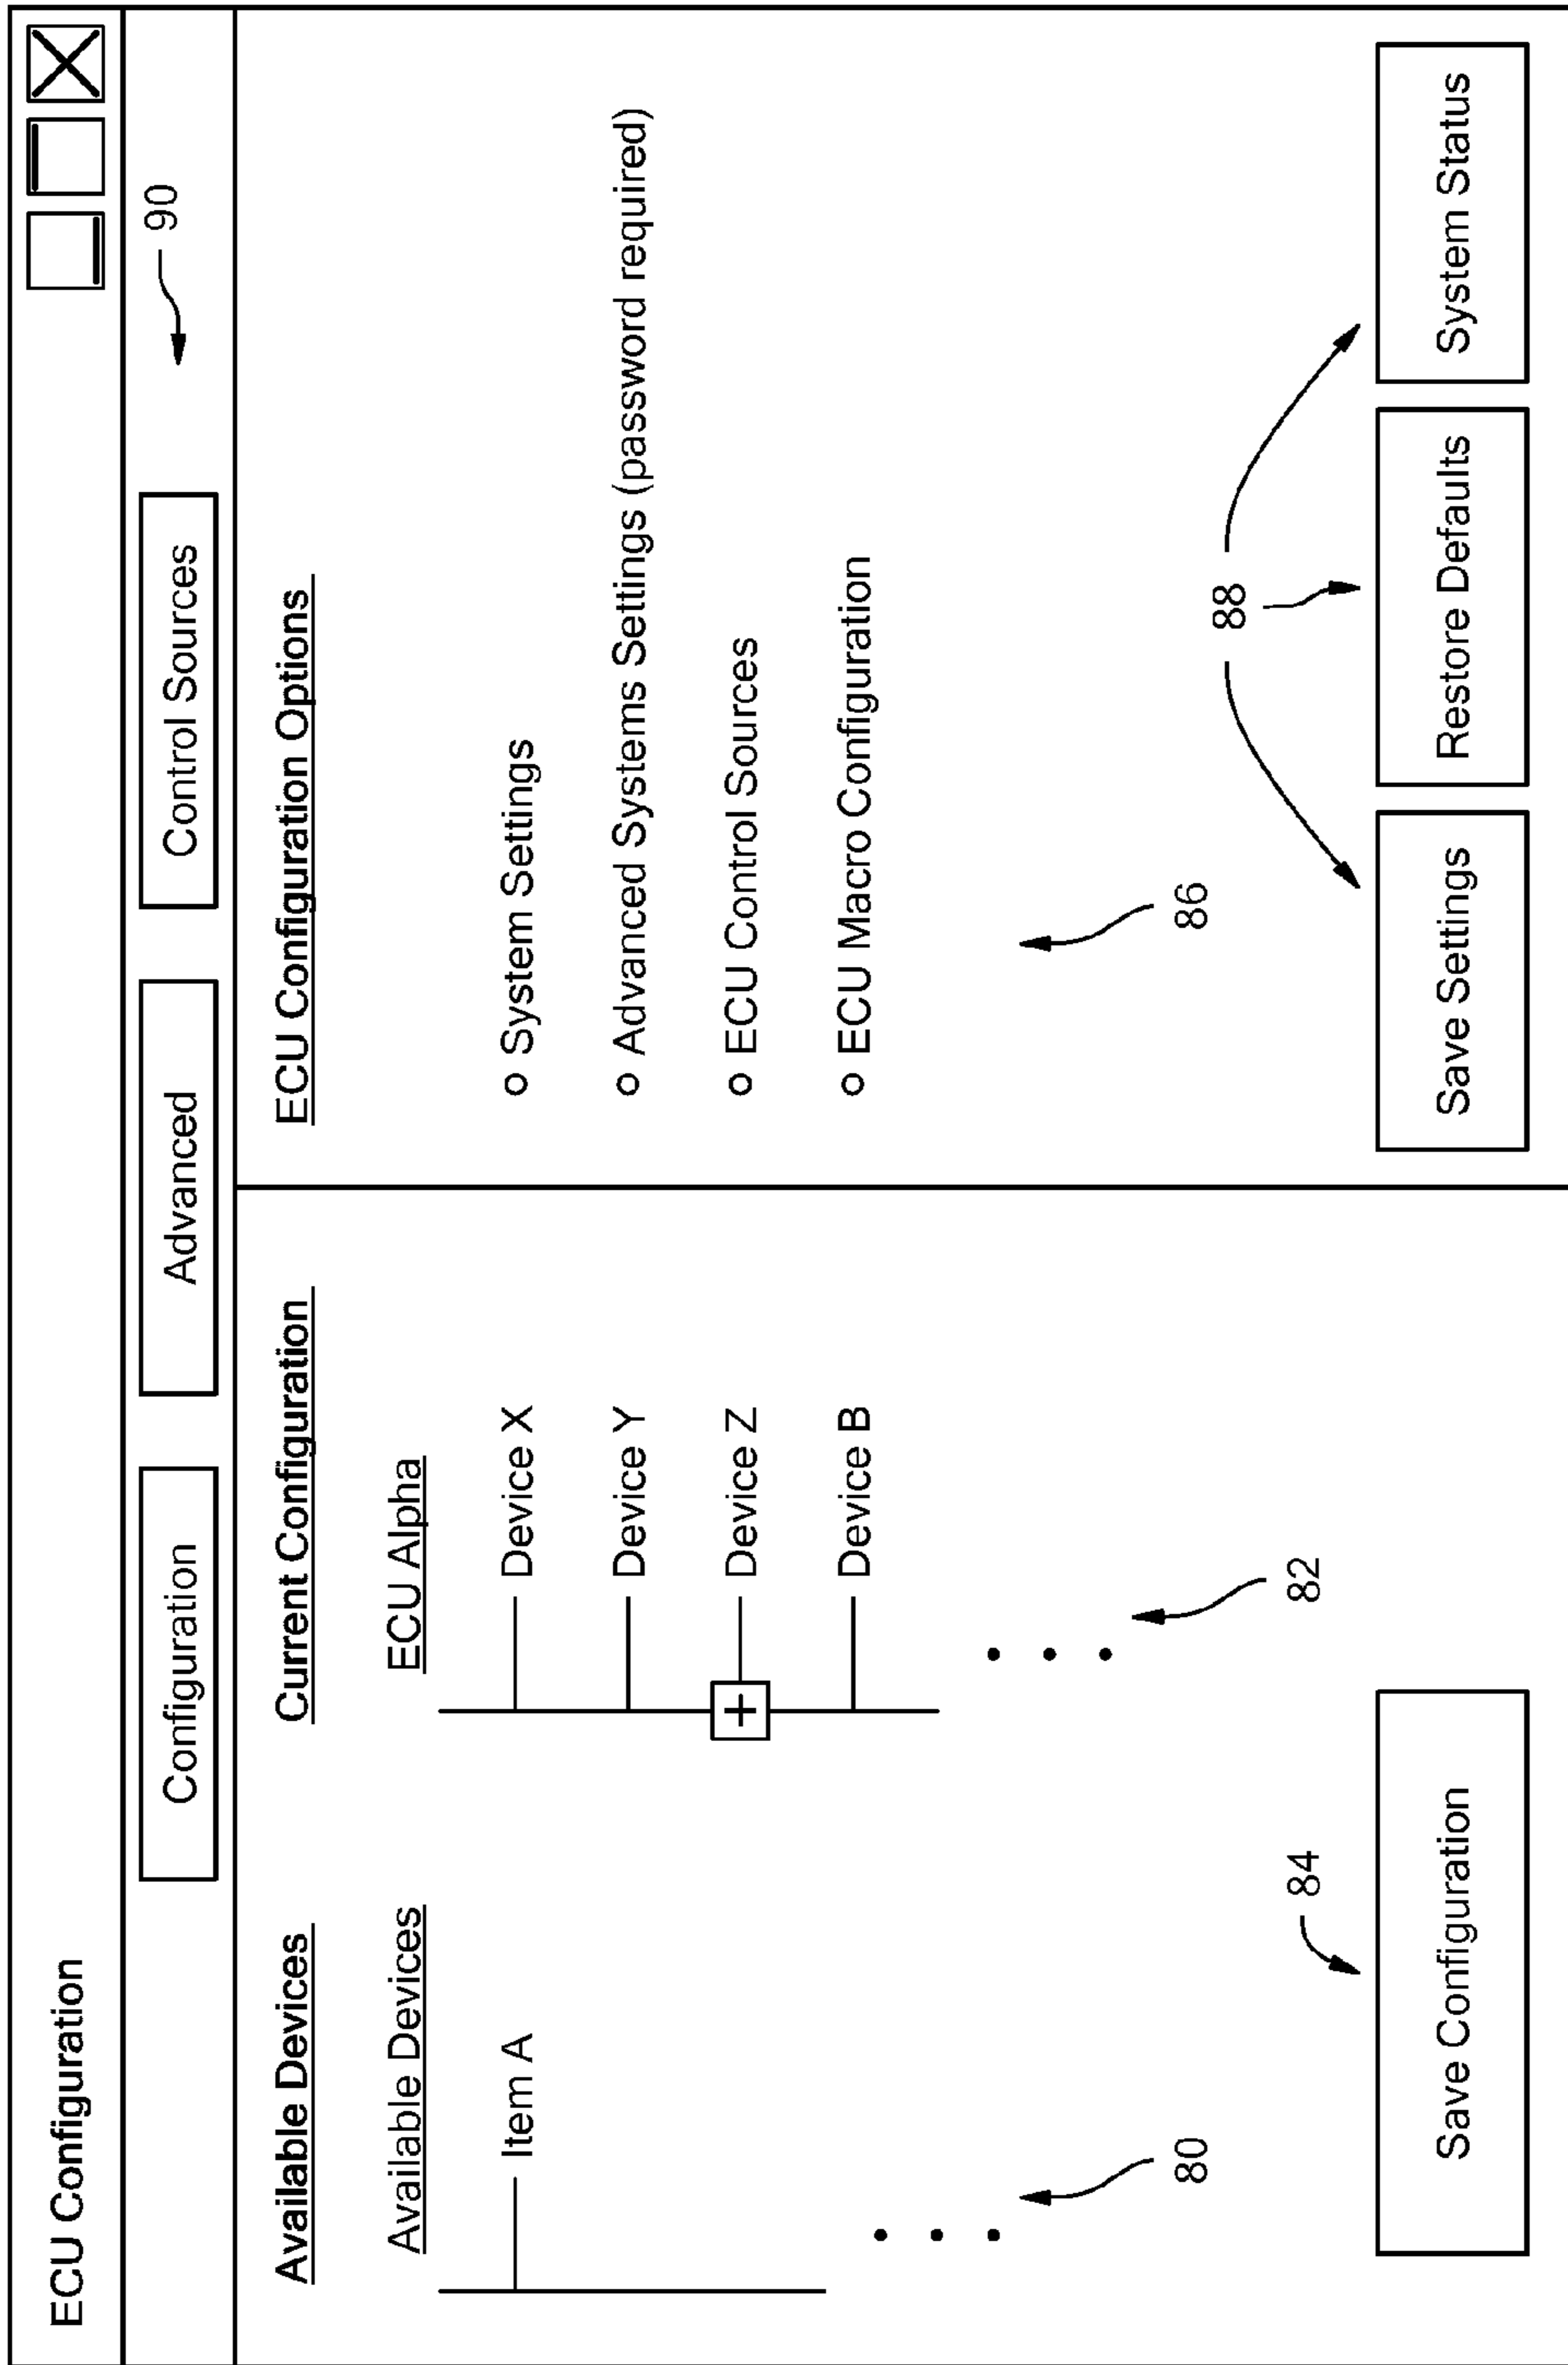 ECU Configuration
Configuration
Advanced
Control Sources
90
Available Devices
Available Devices
Item A
80
Current Configuration
ECU Alpha
Device X
Device Y
+ Device Z
Device B
82
84
Save Configuration
ECU Configuration Options
System Settings
Advanced Systems Settings (password required)
ECU Control Sources
ECU Macro Configuration
86
88
Save Settings
Restore Defaults
System Status